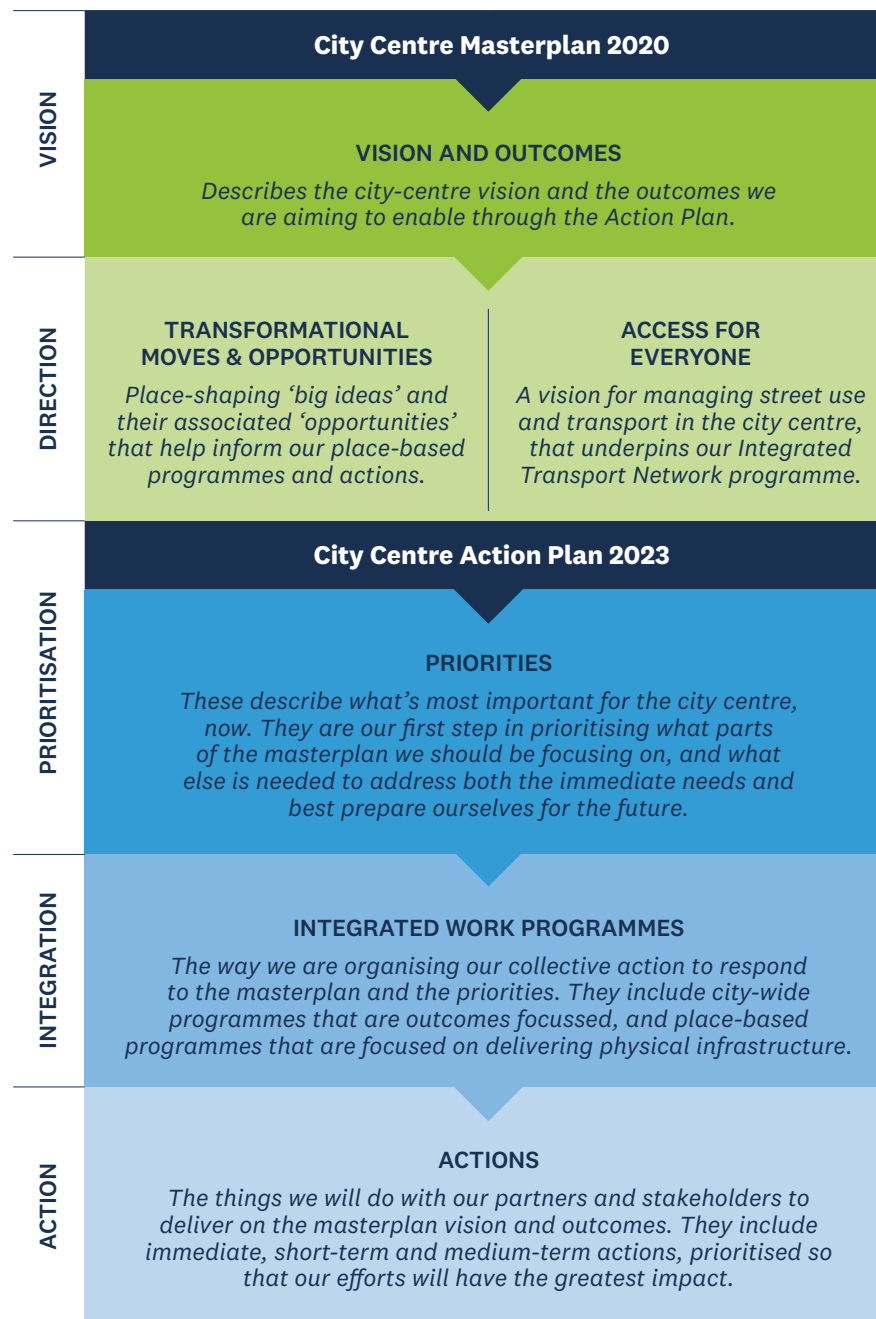 City Centre Masterplan 2020
VISION
VISION AND OUTCOMES
Describes the city-centre vision and the outcomes we
are aiming to enable through the Action Plan.
DIRECTION
TRANSFORMATIONAL
MOVES & OPPORTUNITIES
Place-shaping ‘big ideas’ and
their associated ‘opportunities’
that help inform our place-based
programmes and actions.
ACCESS FOR
EVERYONE
A vision for managing street use
and transport in the city centre,
that underpins our Integrated
Transport Network programme.
City Centre Action Plan 2023
PRIORITISATION
PRIORITIES
These describe what’s most important for the city centre,
now. They are our first step in prioritising what parts
of the masterplan we should be focusing on, and what
else is needed to address both the immediate needs and
best prepare ourselves for the future.
INTEGRATION
INTEGRATED WORK PROGRAMMES
The way we are organising our collective action to respond
to the masterplan and the priorities. They include city-wide
programmes that are outcomes focussed, and place-based
programmes that are focused on delivering physical infrastructure.
ACTION
ACTIONS
The things we will do with our partners and stakeholders to
deliver on the masterplan vision and outcomes. They include
immediate, short-term and medium-term actions, prioritised so
that our efforts will have the greatest impact.